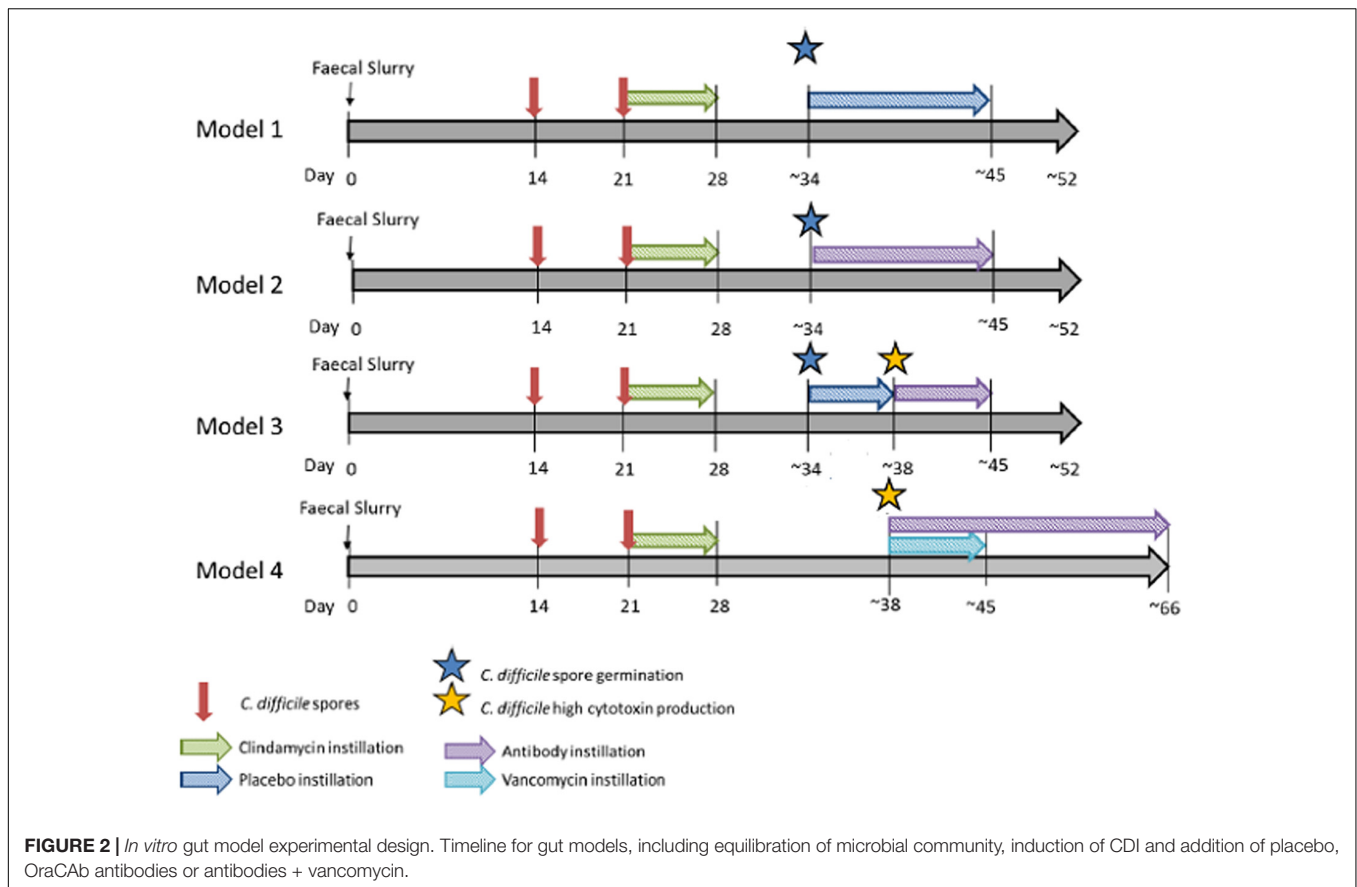 Faecal Slurry
Model 1
Day 0 14 21 28 ~34 ~45 ~52
Faecal Slurry
Model 2
Day 0 14 21 28 ~34 ~45 ~52
Faecal Slurry
Model 3
Day 0 14 21 28 ~34 ~38 ~45 ~52
Faecal Slurry
Model 4
Day 0 14 21 28 ~38 ~45 ~66
C. difficile spores
C. difficile spore germination
C. difficile high cytotoxin production
Clindamycin instillation
Antibody instillation
Placebo instillation
Vancomycin instillation
FIGURE 2 | In vitro gut model experimental design. Timeline for gut models, including equilibration of microbial community, induction of CDI and addition of placebo,
OraCAb antibodies or antibodies + vancomycin.